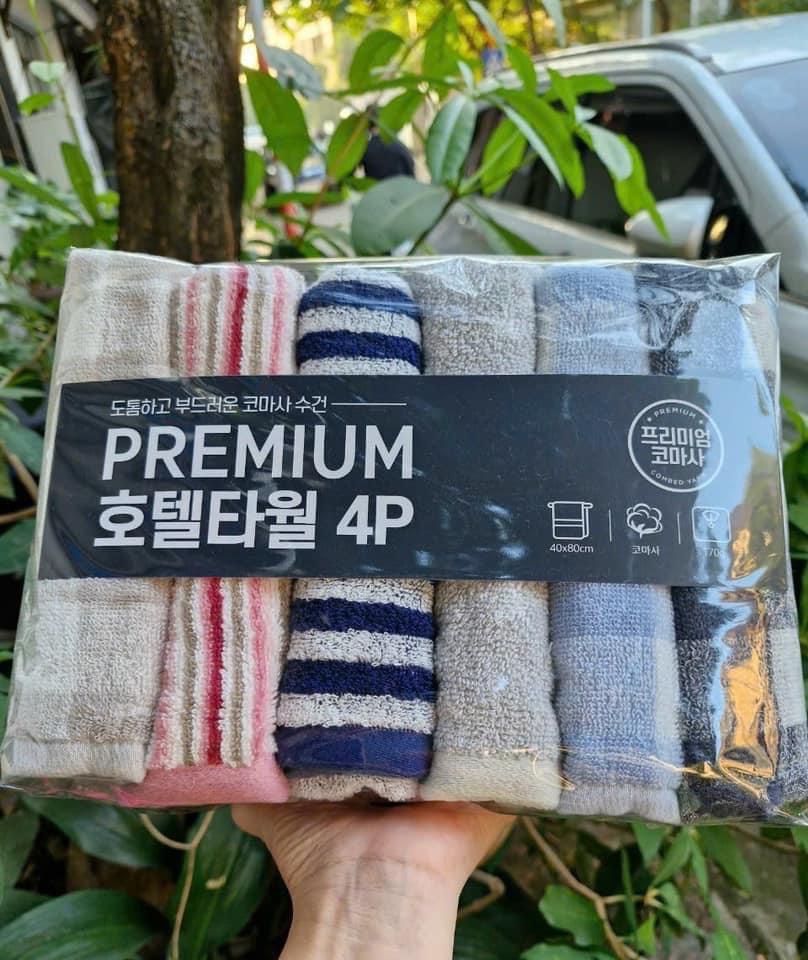 도톰하고 부드러운 코마사 수건
PREMIUM
호텔타월 4P
PREMIUM
프리미엄
코마사
COMBED YARN
40x80cm
코마사